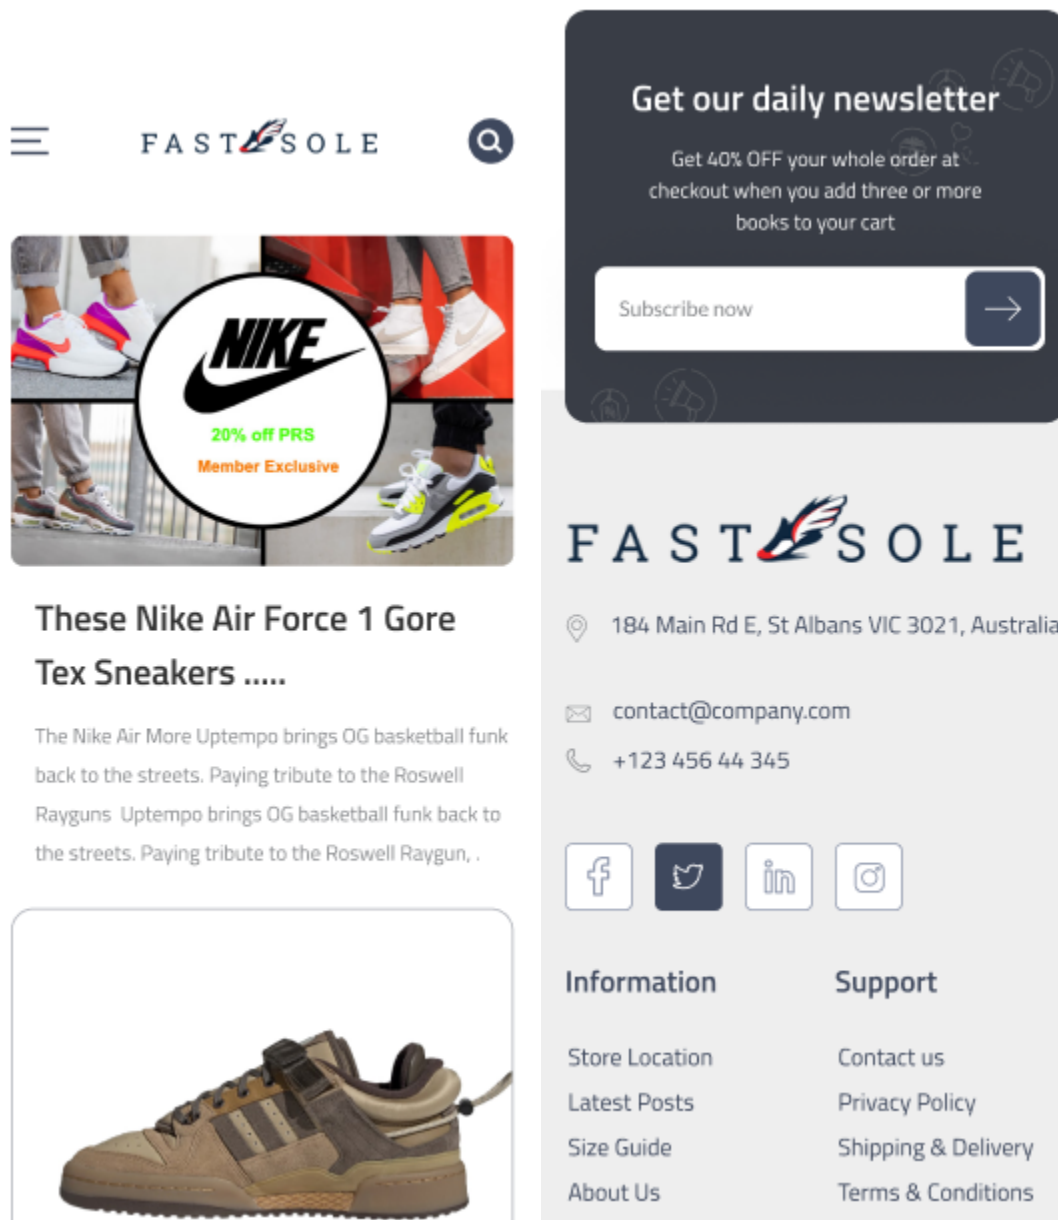 FAST SOLE
NIKE
20% off PRS
Member Exclusive
These Nike Air Force 1 Gore
Tex Sneakers .....
The Nike Air More Uptempo brings OG basketball funk
back to the streets. Paying tribute to the Roswell
Rayguns Uptempo brings OG basketball funk back to
the streets. Paying tribute to the Roswell Raygun, .
Get our daily newsletter
Get 40% OFF your whole order at
checkout when you add three or more
books to your cart
Subscribe now
FAST SOLE
184 Main Rd E, St Albans VIC 3021, Australia
contact@company.com
+123 456 44 345
Information
Store Location
Latest Posts
Size Guide
About Us
Support
Contact us
Privacy Policy
Shipping & Delivery
Terms & Conditions